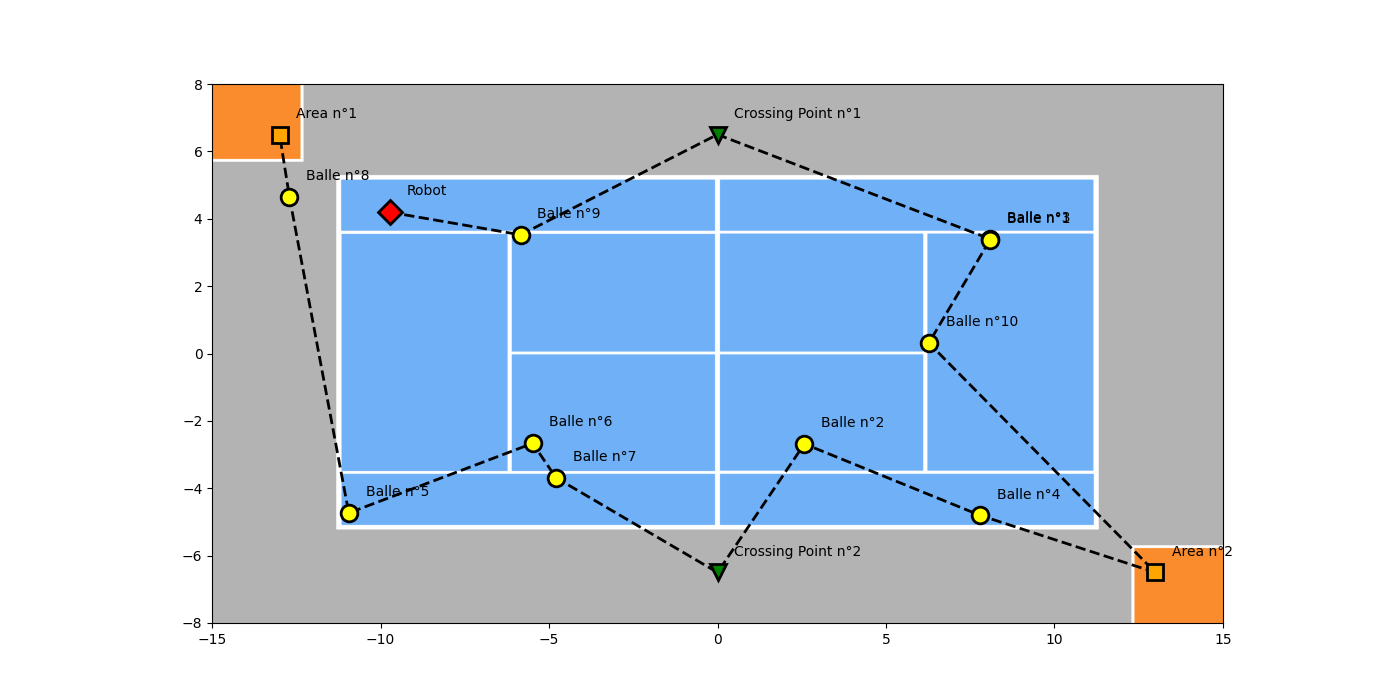 8
Area n°1
Crossing Point n°1
6
Balle n°8
Robot
4
Balle n°9
Balle n°3
2
Balle n°10
0
−2
Balle n°6
Balle n°2
Balle n°7
−4
Balle n°5
Balle n°4
−6
Crossing Point n°2
Area n°2
−8
−15
−10
−5
0
5
10
15